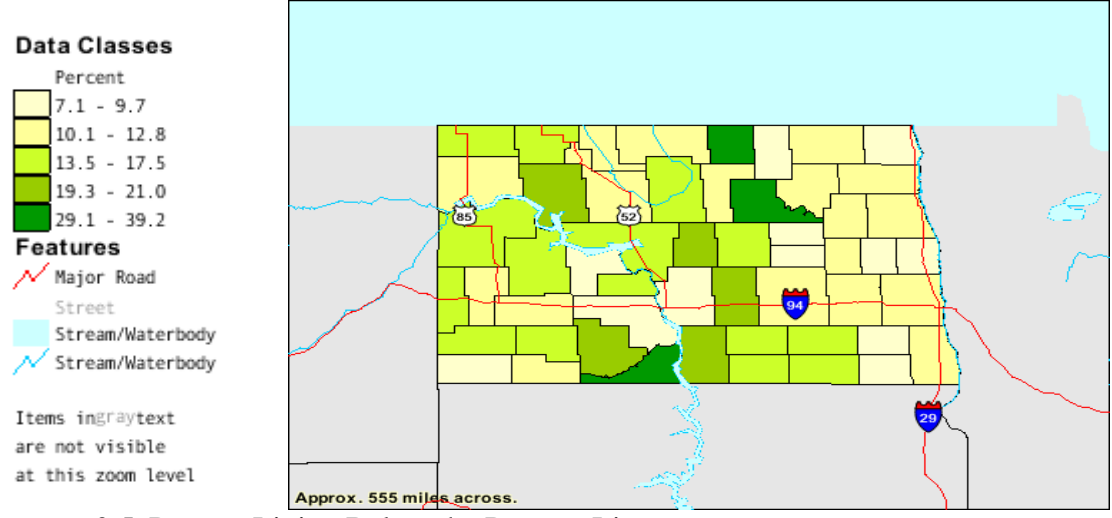 Data Classes
Percent
7.1 - 9.7
10.1 - 12.8
13.5 - 17.5
19.3 - 21.0
29.1 - 39.2
Features
Major Road
Street
Stream/Waterbody
Stream/Waterbody
Items in gray text
are not visible
at this zoom level
85
52
94
29
Approx. 555 miles across.